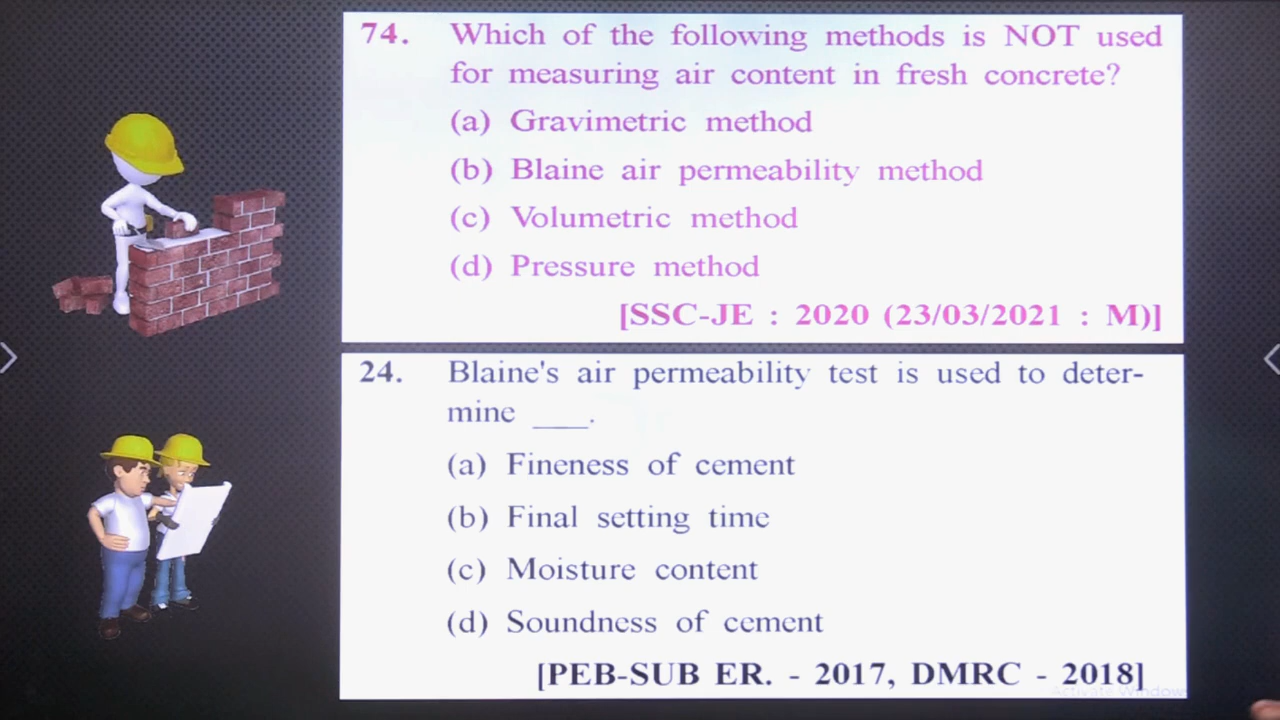 74. Which of the following methods is NOT used
for measuring air content in fresh concrete?
(a) Gravimetric method
(b) Blaine air permeability method
(c) Volumetric method
(d) Pressure method
[SSC-JE : 2020 (23/03/2021 : M)]
24. Blaine's air permeability test is used to deter-
mine ___.
(a) Fineness of cement
(b) Final setting time
(c) Moisture content
(d) Soundness of cement
[PEB-SUB ER. - 2017, DMRC - 2018]
Activate Windows